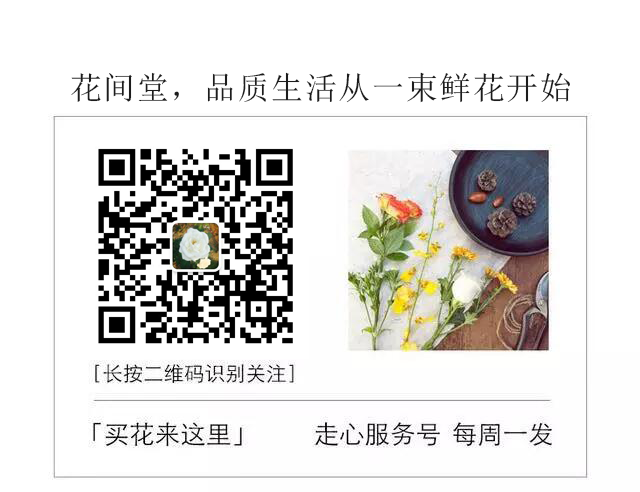 花间堂，品质生活从一束鲜花开始
[长按二维码识别关注]
「买花来这里」 走心服务号 每周一发